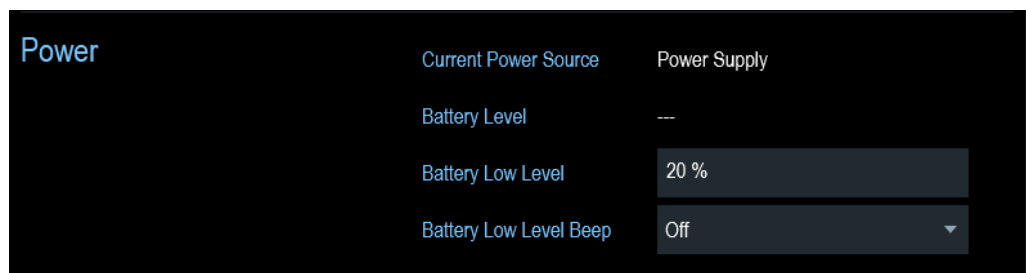 Power
Current Power Source Power Supply
Battery Level ---
Battery Low Level 20 %
Battery Low Level Beep Off